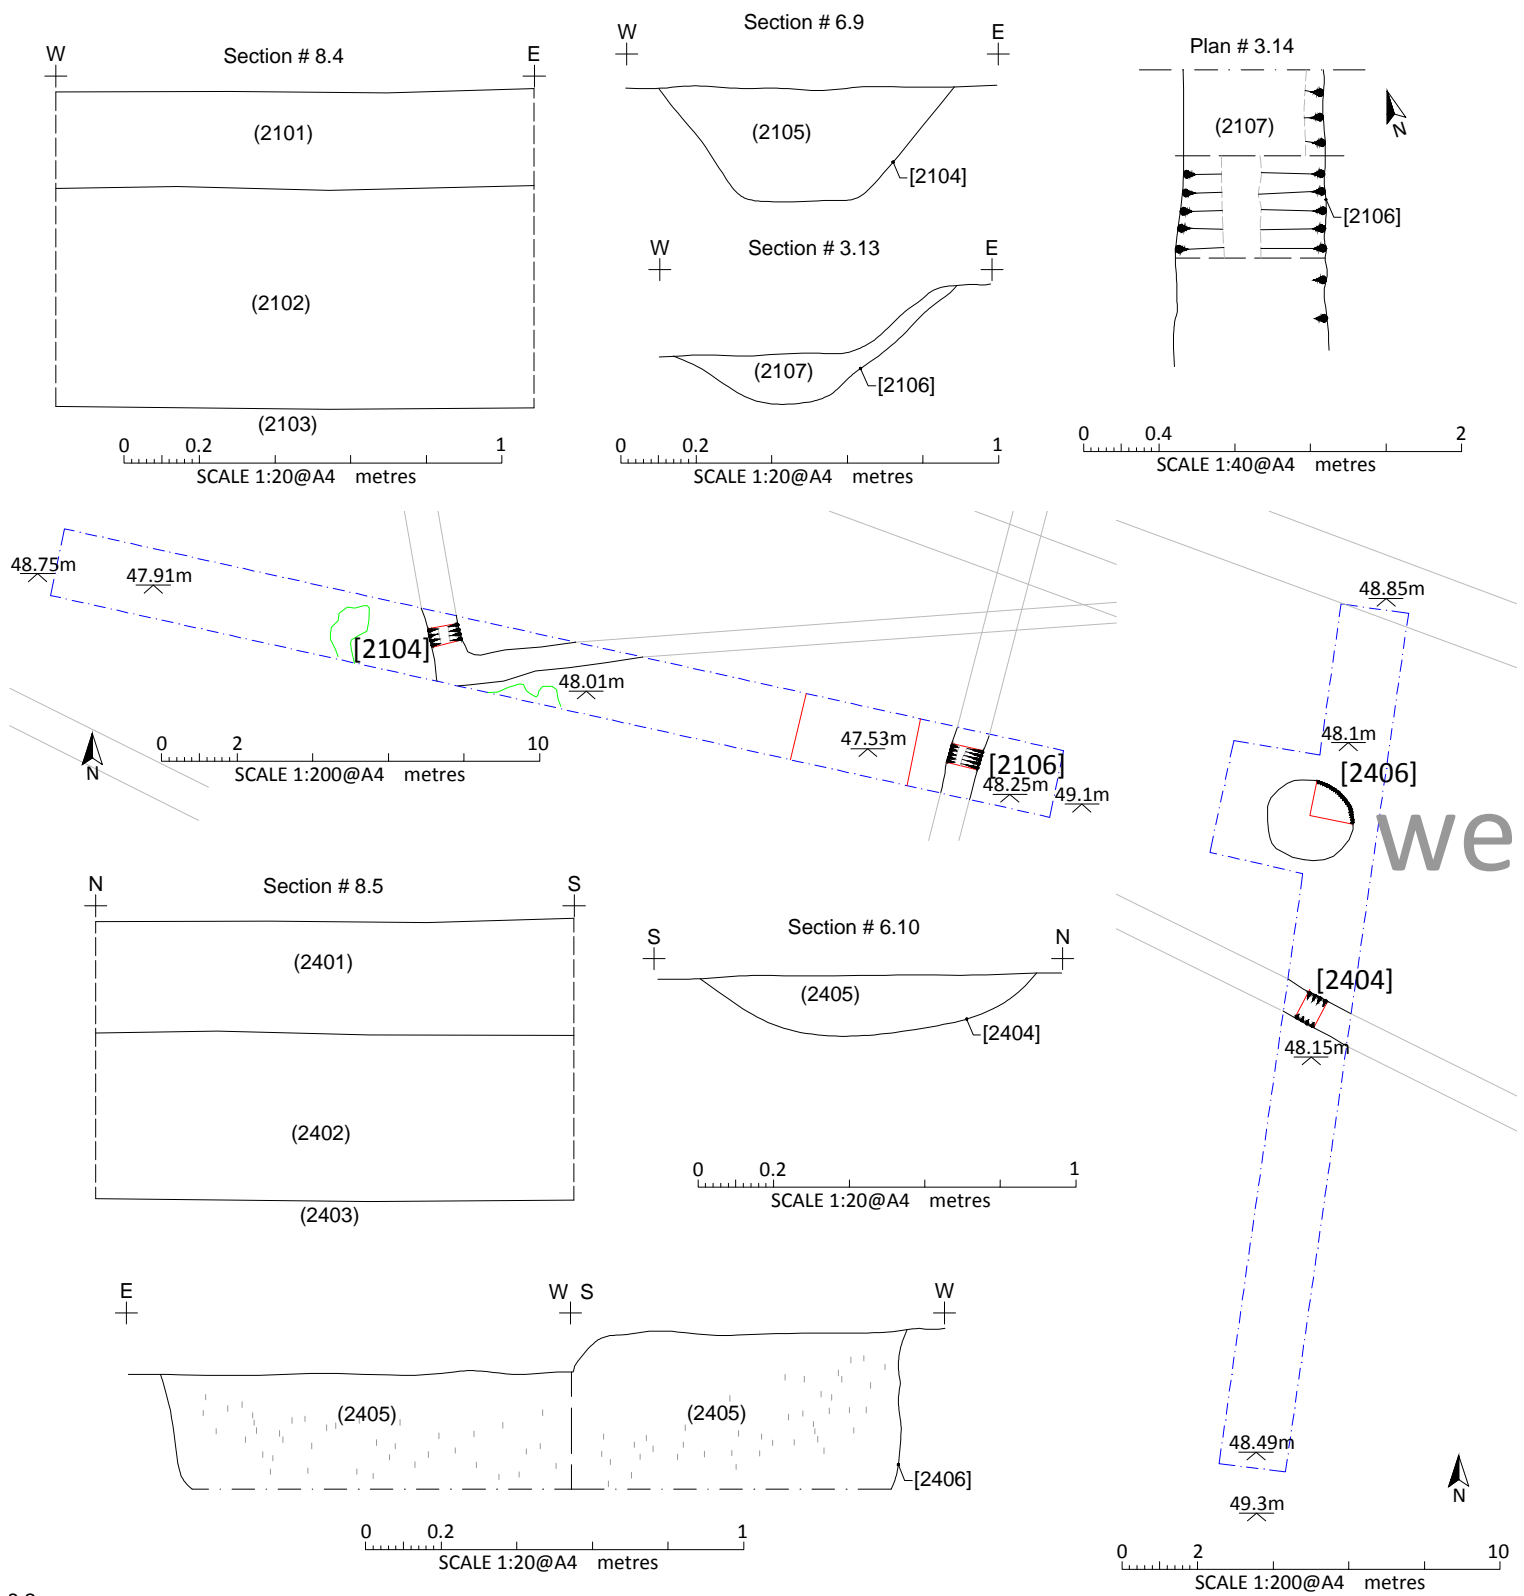 Section # 8.4
W E
(2101)
(2102)
(2103)
0 0.2 1
SCALE 1:20@A4 metres
Section # 6.9
W E
(2105)
[2104]
Section # 3.13
W E
(2107)
[2106]
0 0.2 1
SCALE 1:20@A4 metres
Plan # 3.14
(2107)
N
[2106]
0 0.4 2
SCALE 1:40@A4 metres
48.75m
47.91m
[2104]
48.01m
47.53m
[2106]
48.25m
49.1m
N
0 2 10
SCALE 1:200@A4 metres
48.85m
48.1m
[2406]
we
[2404]
48.15m
48.49m
49.3m
N
0 2 10
SCALE 1:200@A4 metres
Section # 8.5
N S
(2401)
(2402)
(2403)
Section # 6.10
S N
(2405)
[2404]
0 0.2 1
SCALE 1:20@A4 metres
E W S W
(2405) (2405)
[2406]
0 0.2 1
SCALE 1:20@A4 metres